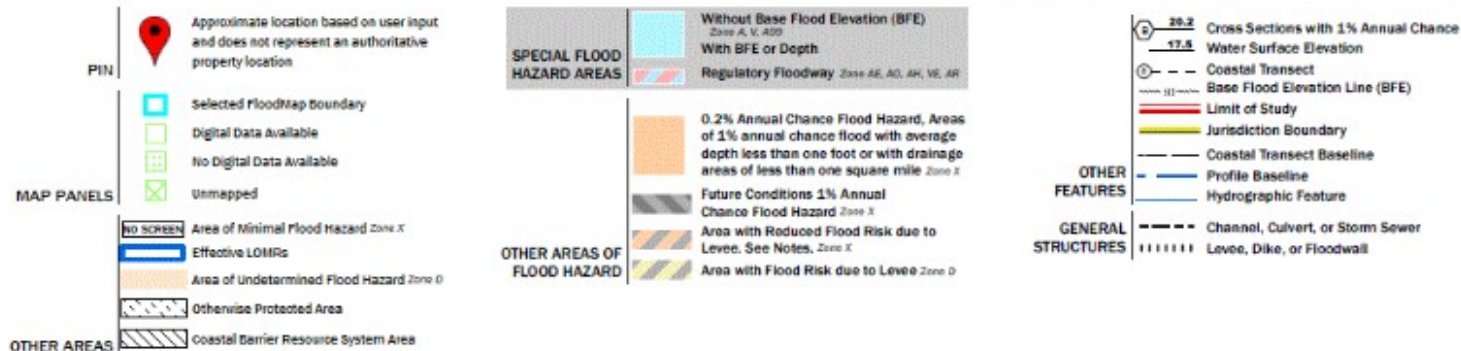 PIN
Approximate location based on user input
and does not represent an authoritative
property location
MAP PANELS
Selected FloodMap Boundary
Digital Data Available
No Digital Data Available
Unmapped
OTHER AREAS
NO SCREEN Area of Minimal Flood Hazard Zone X
Effective LOMRs
Area of Undetermined Flood Hazard Zone D
Otherwise Protected Area
Coastal Barrier Resource System Area
SPECIAL FLOOD
HAZARD AREAS
Without Base Flood Elevation (BFE)
Zone A, V, A99
With BFE or Depth
Regulatory Floodway Zone AE, AO, AH, VE, AR
OTHER AREAS OF
FLOOD HAZARD
0.2% Annual Chance Flood Hazard, Areas
of 1% annual chance flood with average
depth less than one foot or with drainage
areas of less than one square mile Zone X
Future Conditions 1% Annual
Chance Flood Hazard Zone X
Area with Reduced Flood Risk due to
Levee. See Notes. Zone X
Area with Flood Risk due to Levee Zone D
OTHER
FEATURES
20.2 Cross Sections with 1% Annual Chance
17.5 Water Surface Elevation
Coastal Transect
Base Flood Elevation Line (BFE)
Limit of Study
Jurisdiction Boundary
Coastal Transect Baseline
Profile Baseline
Hydrographic Feature
GENERAL
STRUCTURES
Channel, Culvert, or Storm Sewer
Levee, Dike, or Floodwall